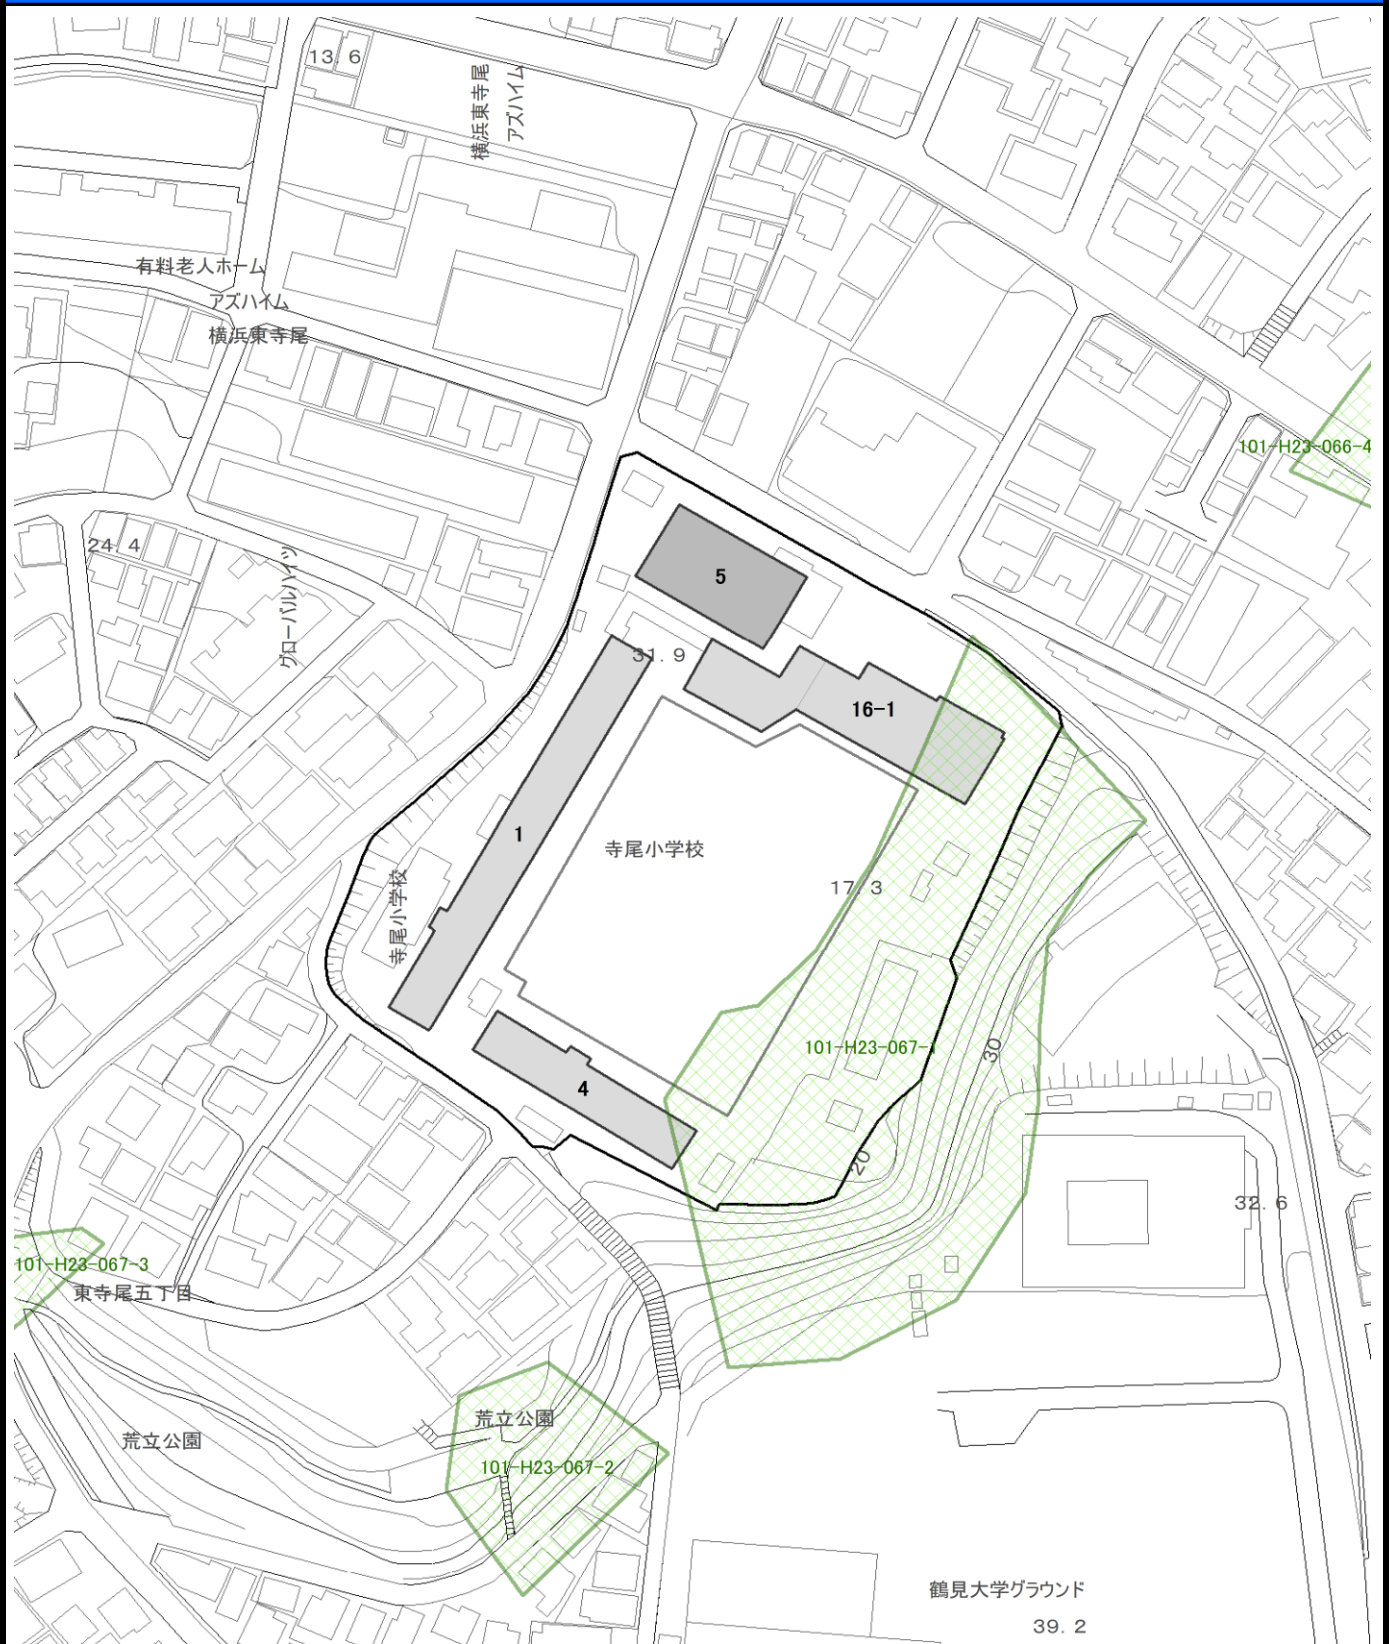 13.6
横浜東寺尾
アズハイム
有料老人ホーム
アズハイム
横浜東寺尾
101-H23-066-4
24.4
グローバルハイツ
5
31.9
16-1
1
寺尾小学校
17.3
寺尾小学校
101-H23-067-1
30
4
20
32.6
101-H23-067-3
東寺尾五丁目
荒立公園
荒立公園
101-H23-067-2
鶴見大学グラウンド
39.2